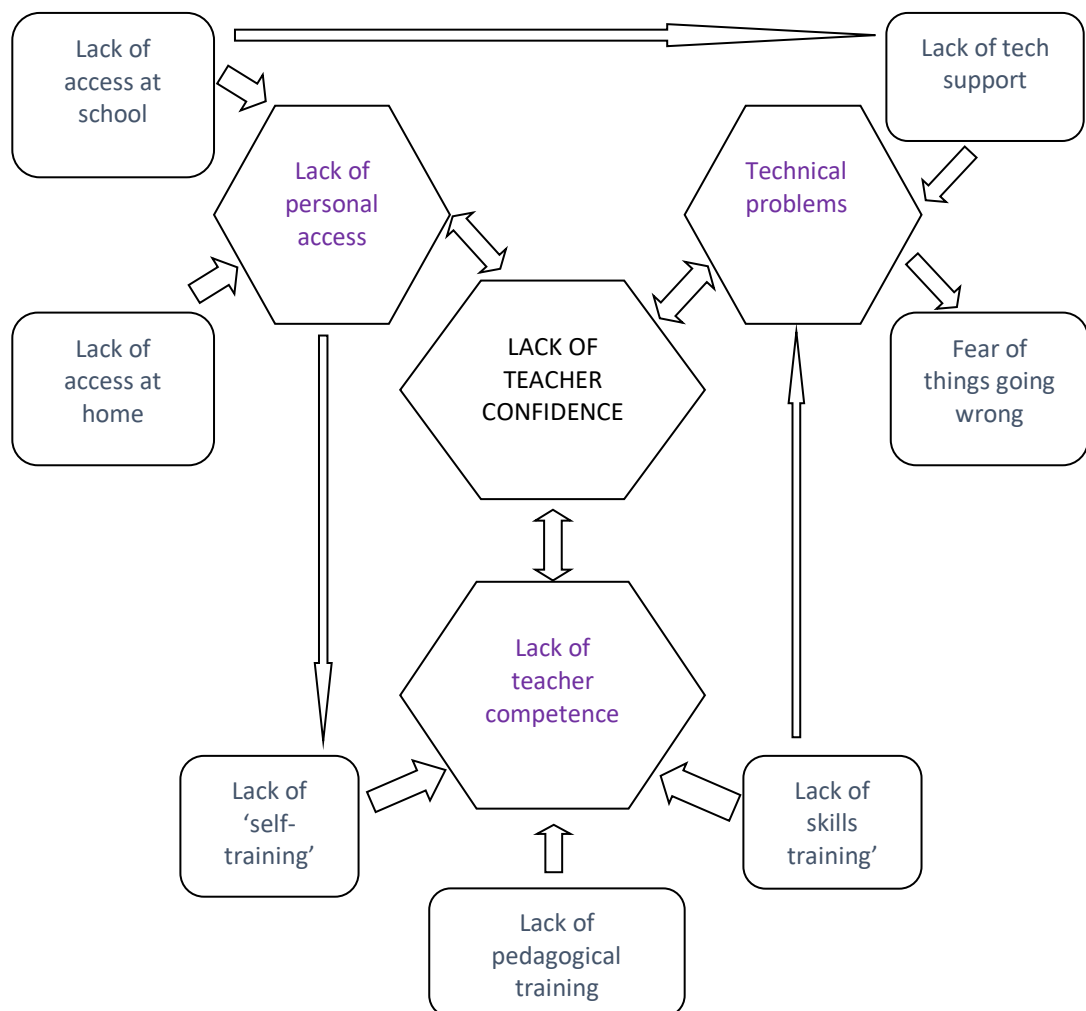 Lack of
access at
school
Lack of tech
support
Lack of
personal
access
Technical
problems
Lack of
access at
home
LACK OF
TEACHER
CONFIDENCE
Fear of
things going
wrong
Lack of
teacher
competence
Lack of
‘self-
training’
Lack of
skills
training’
Lack of
pedagogical
training